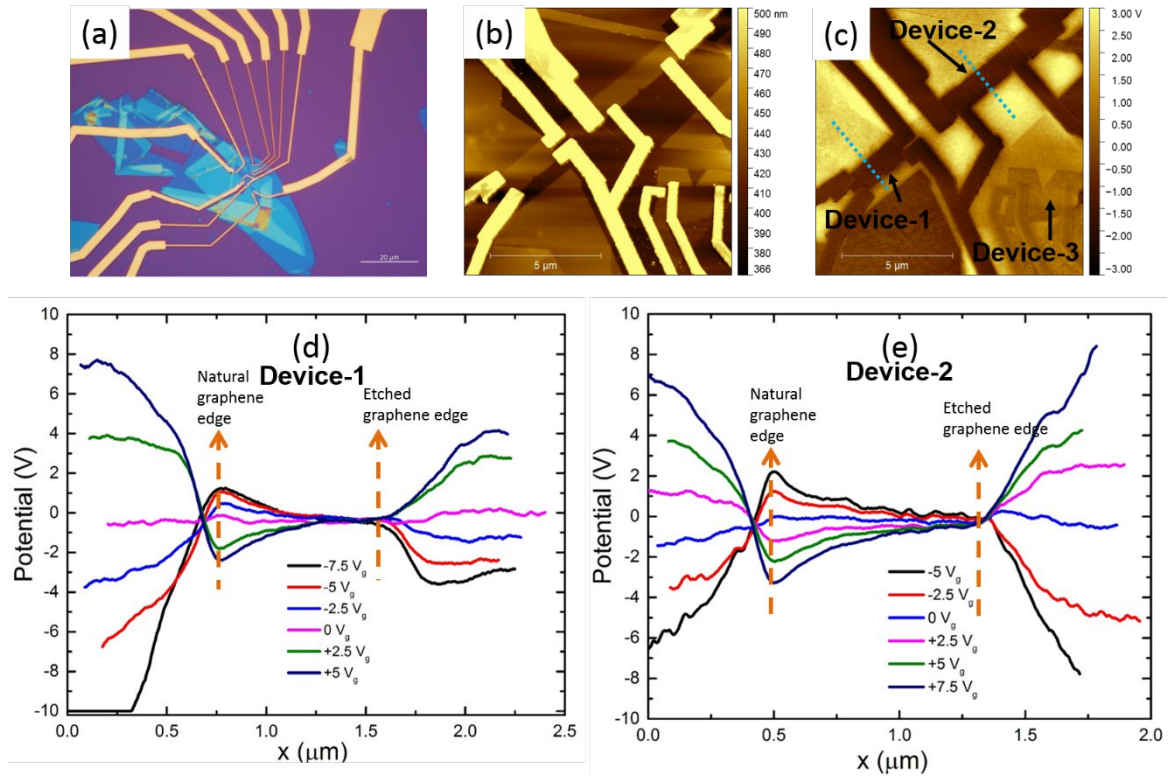 (a)
20 μm
(b)
5 μm
500 nm
490
480
470
460
450
440
430
420
410
400
390
380
366
(c)
Device-2
Device-1
Device-3
5 μm
3.00 V
2.00
1.50
1.00
0.50
0.00
-0.50
-1.00
-1.50
-2.00
-3.00
(d)
Device-1
Natural
graphene
edge
Etched
graphene edge
Potential (V)
10
8
6
4
2
0
-2
-4
-6
-8
-10
-7.5 Vg
-5 Vg
-2.5 Vg
0 Vg
+2.5 Vg
+5 Vg
0.0 0.5 1.0 1.5 2.0 2.5
x (μm)
(e)
Device-2
Natural
graphene
edge
Etched
graphene edge
Potential (V)
10
8
6
4
2
0
-2
-4
-6
-8
-10
-5 Vg
-2.5 Vg
0 Vg
+2.5 Vg
+5 Vg
+7.5 Vg
0.0 0.5 1.0 1.5 2.0
x (μm)